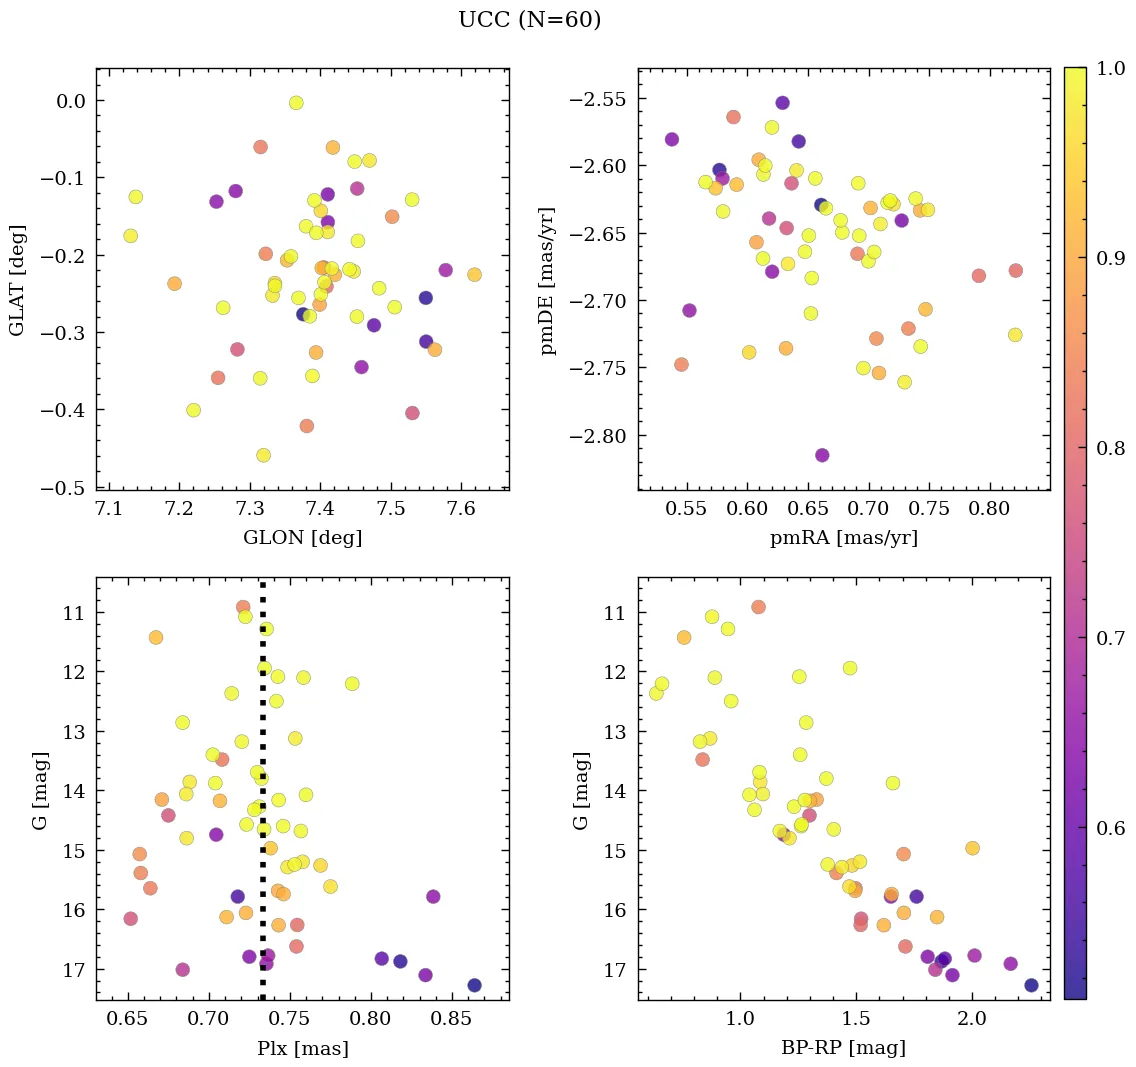 UCC (N=60)
0.0
−0.1
−0.2
−0.3
−0.4
−0.5
GLAT [deg]
7.1 7.2 7.3 7.4 7.5 7.6
GLON [deg]
−2.55
−2.60
−2.65
−2.70
−2.75
−2.80
pmDE [mas/yr]
0.55 0.60 0.65 0.70 0.75 0.80
pmRA [mas/yr]
11
12
13
14
15
16
17
G [mag]
0.65 0.70 0.75 0.80 0.85
Plx [mas]
11
12
13
14
15
16
17
G [mag]
1.0 1.5 2.0
BP-RP [mag]
1.0
0.9
0.8
0.7
0.6